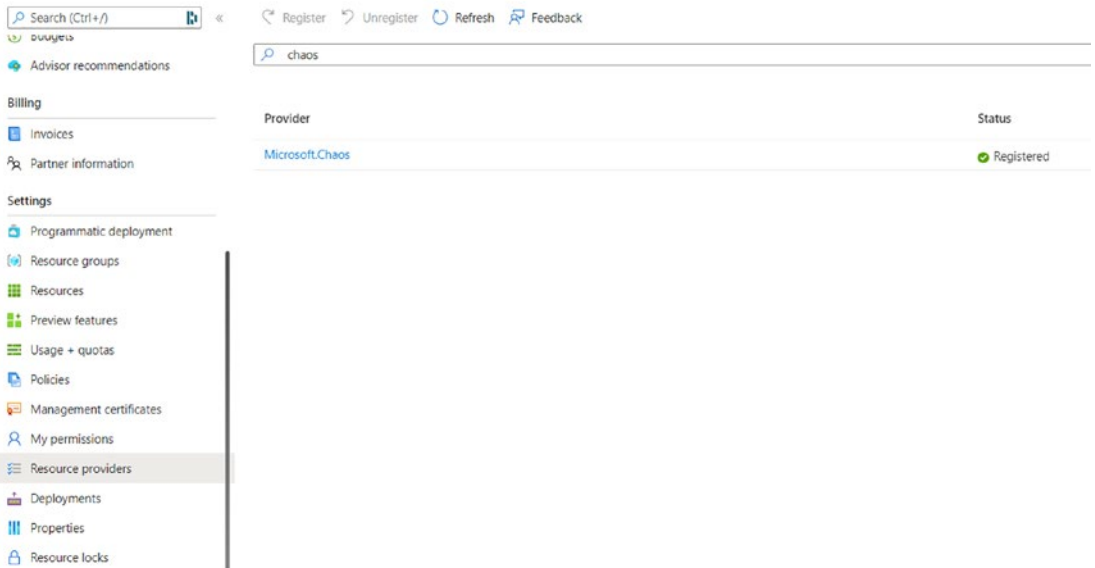 Search (Ctrl+/)
«
Register Unregister Refresh Feedback
Budgets
chaos
Advisor recommendations
Billing
Invoices
Partner information
Settings
Programmatic deployment
Resource groups
Resources
Preview features
Usage + quotas
Policies
Management certificates
My permissions
Resource providers
Deployments
Properties
Resource locks
Provider Status
Microsoft.Chaos Registered